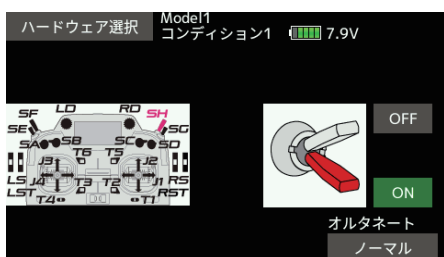 ハードウェア選択
Model1
コンディション1 7.9V
SF LD RD SH
SE SG
SA SB SC SD
T6 T5
J3 J2
LS J4 T3 T2 J1 RS
LST RST
T4 T1
OFF
ON
オルタネート
ノーマル